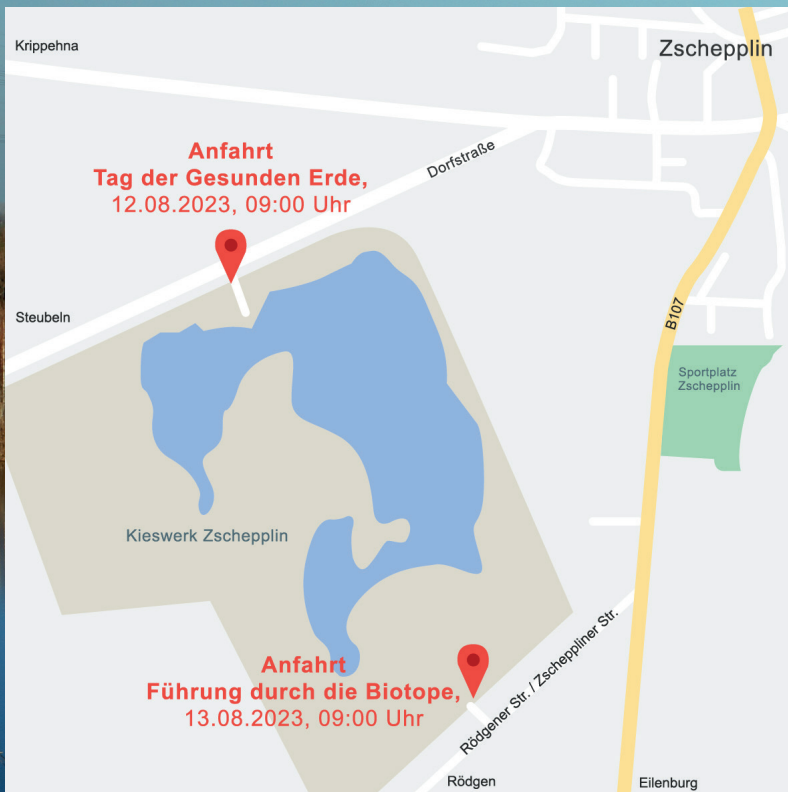 Krippehna
Zschepplin
Anfahrt
Tag der Gesunden Erde,
12.08.2023, 09:00 Uhr
Dorfstraße
Steubeln
B107
Sportplatz
Zschepplin
Kieswerk Zschepplin
Anfahrt
Führung durch die Biotope,
13.08.2023, 09:00 Uhr
Rödgener Str. / Zscheppliner Str.
Rödgen
Eilenburg